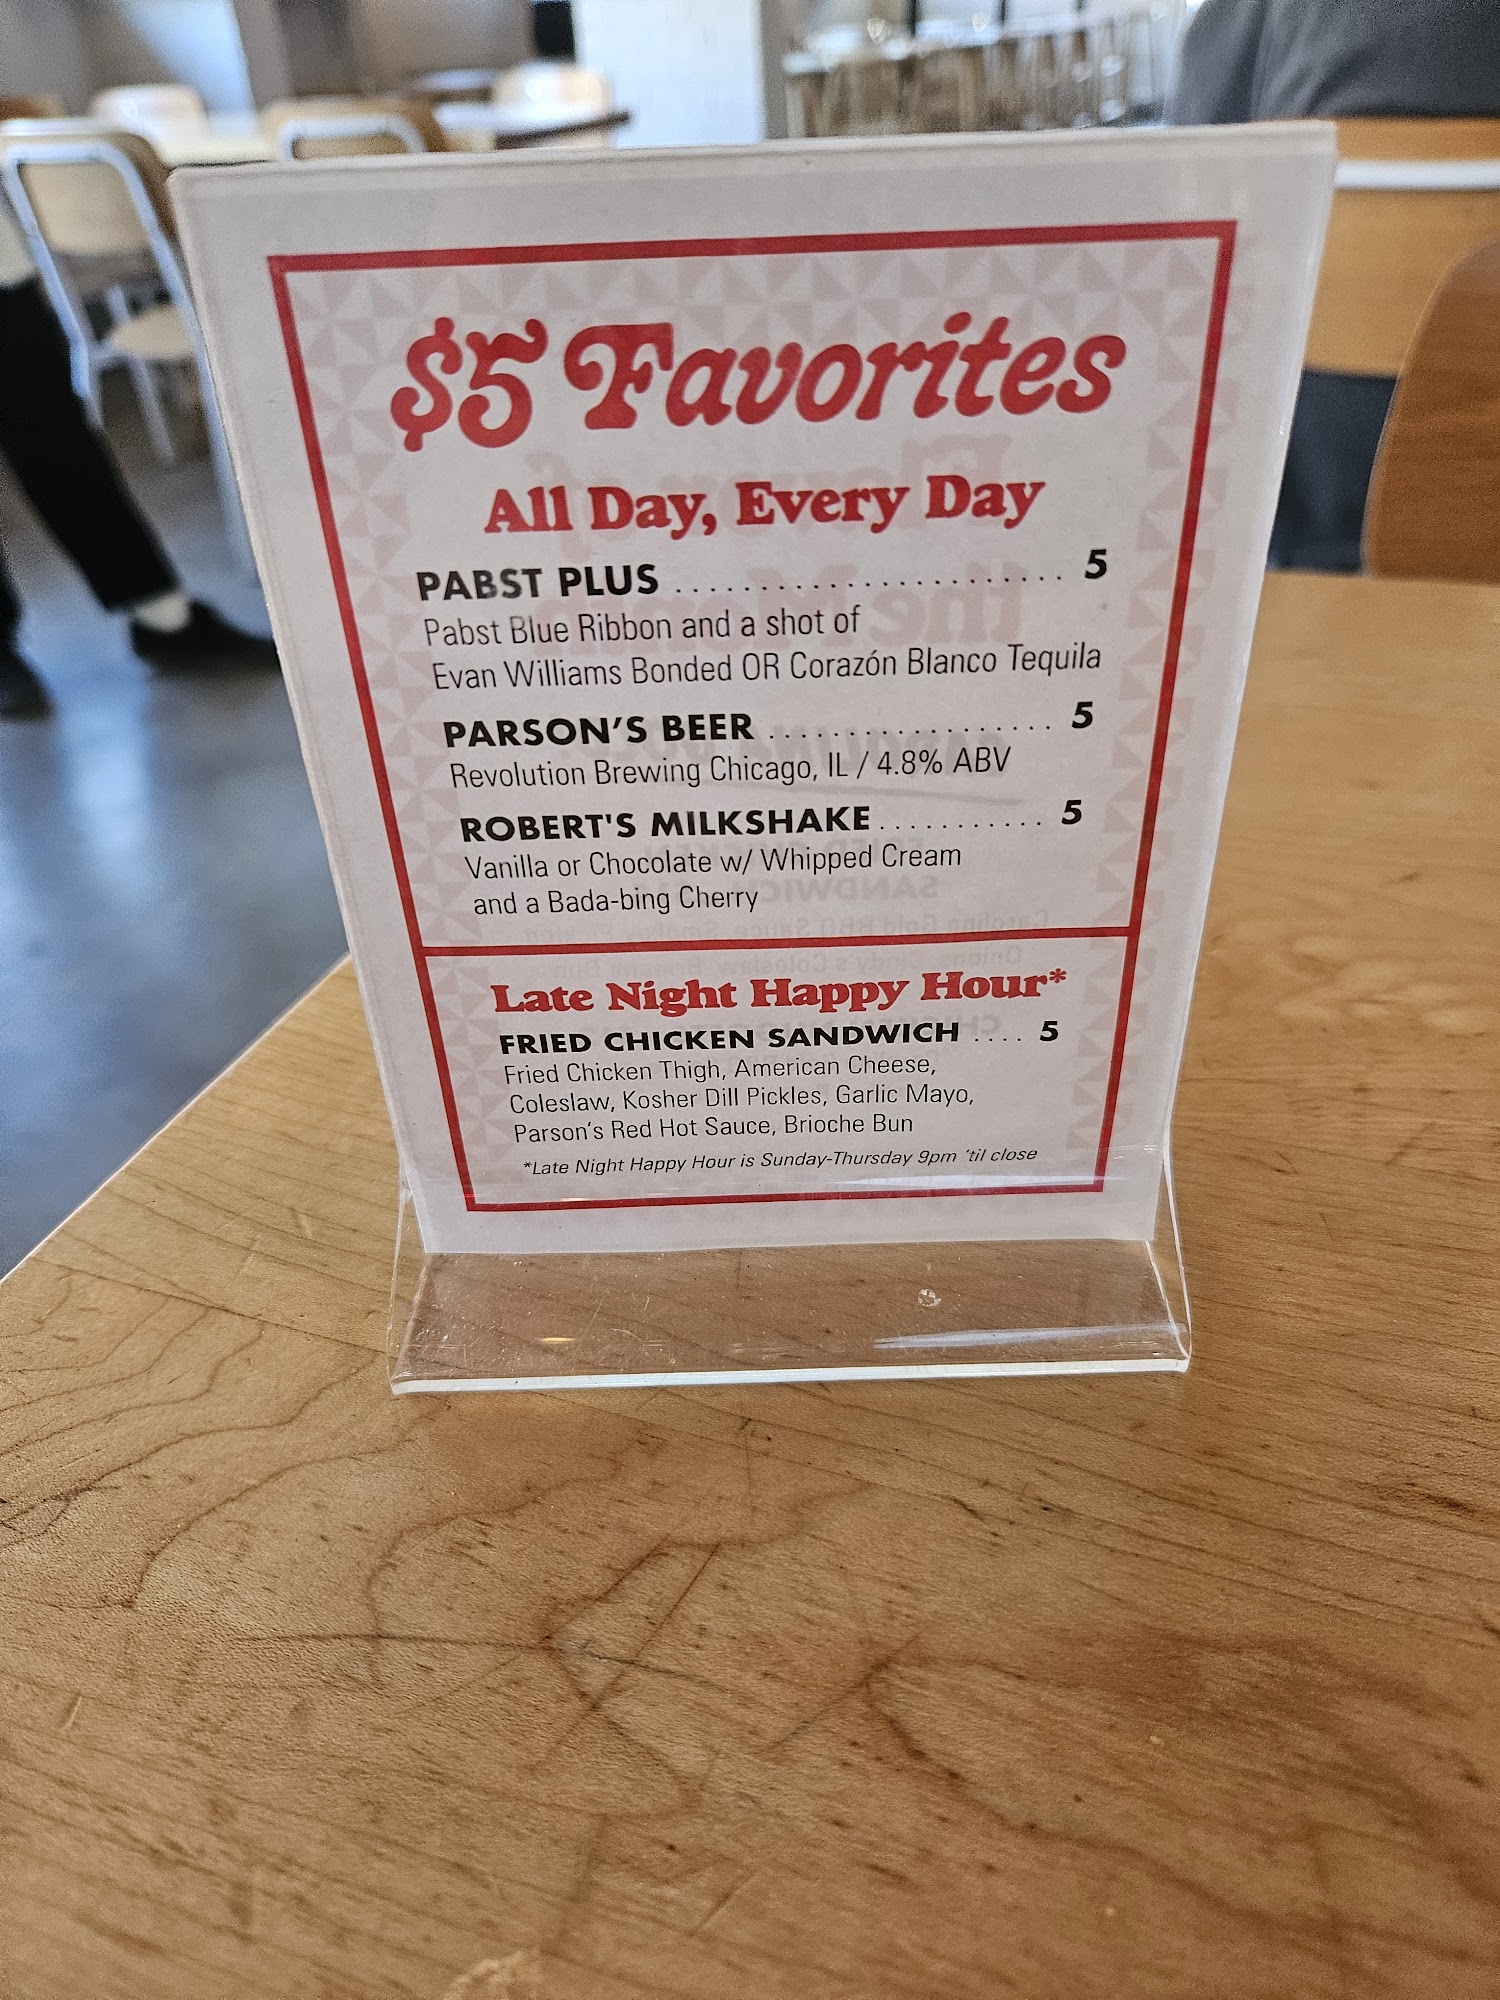 $5 Favorites
All Day, Every Day
PABST PLUS ........................ 5
Pabst Blue Ribbon and a shot of
Evan Williams Bonded OR Corazón Blanco Tequila
PARSON'S BEER .................. 5
Revolution Brewing Chicago, IL / 4.8% ABV
ROBERT'S MILKSHAKE ........... 5
Vanilla or Chocolate w/ Whipped Cream
and a Bada-bing Cherry
Late Night Happy Hour*
FRIED CHICKEN SANDWICH .... 5
Fried Chicken Thigh, American Cheese,
Coleslaw, Kosher Dill Pickles, Garlic Mayo,
Parson's Red Hot Sauce, Brioche Bun
*Late Night Happy Hour is Sunday-Thursday 9pm 'til close